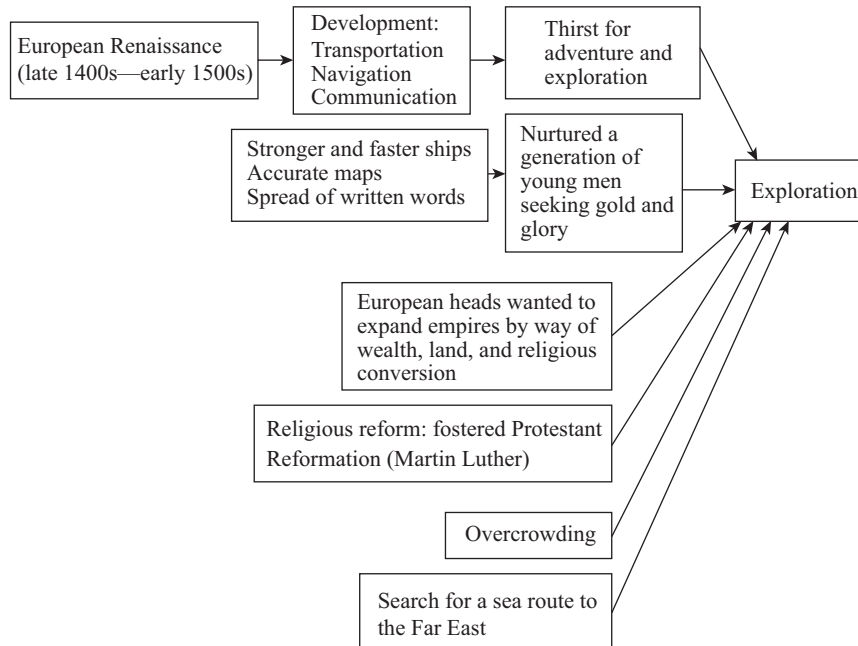 European Renaissance
(late 1400s—early 1500s)
Development:
Transportation
Navigation
Communication
Thirst for
adventure and
exploration
Stronger and faster ships
Accurate maps
Spread of written words
Nurtured a
generation of
young men
seeking gold and
glory
Exploration
European heads wanted to
expand empires by way of
wealth, land, and religious
conversion
Religious reform: fostered Protestant
Reformation (Martin Luther)
Overcrowding
Search for a sea route to
the Far East